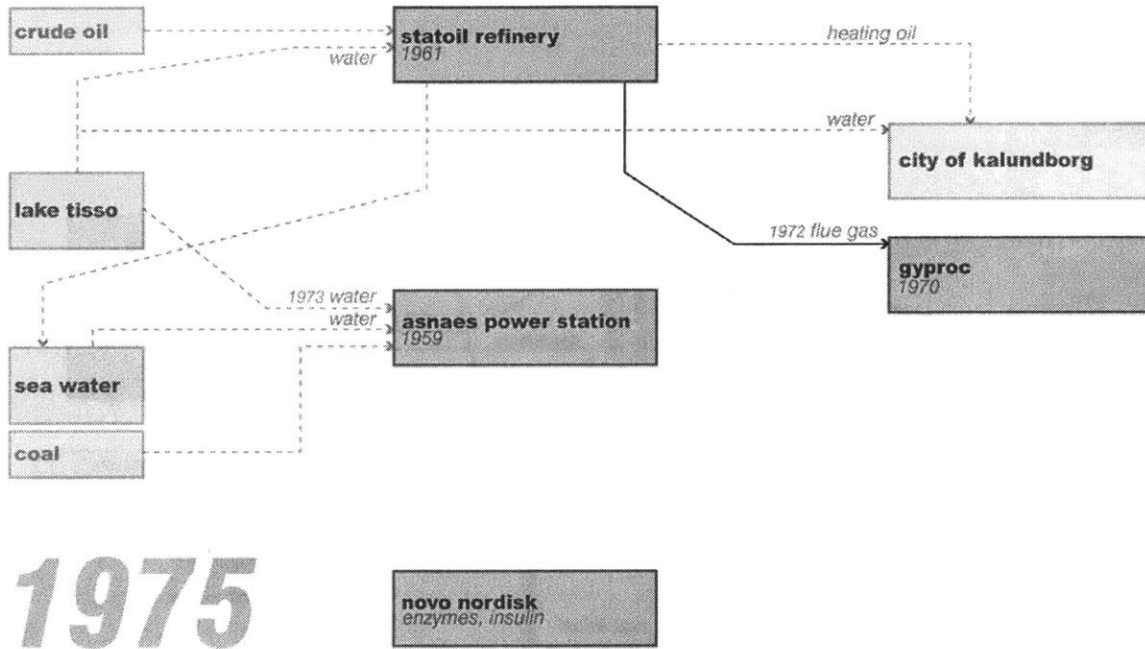 crude oil
statoil refinery
1961
heating oil
water
water
city of kalundborg
lake tisso
1972 flue gas
gyproc
1970
1973 water
water
asnaes power station
1959
sea water
coal
1975
novo nordisk
enzymes, insulin